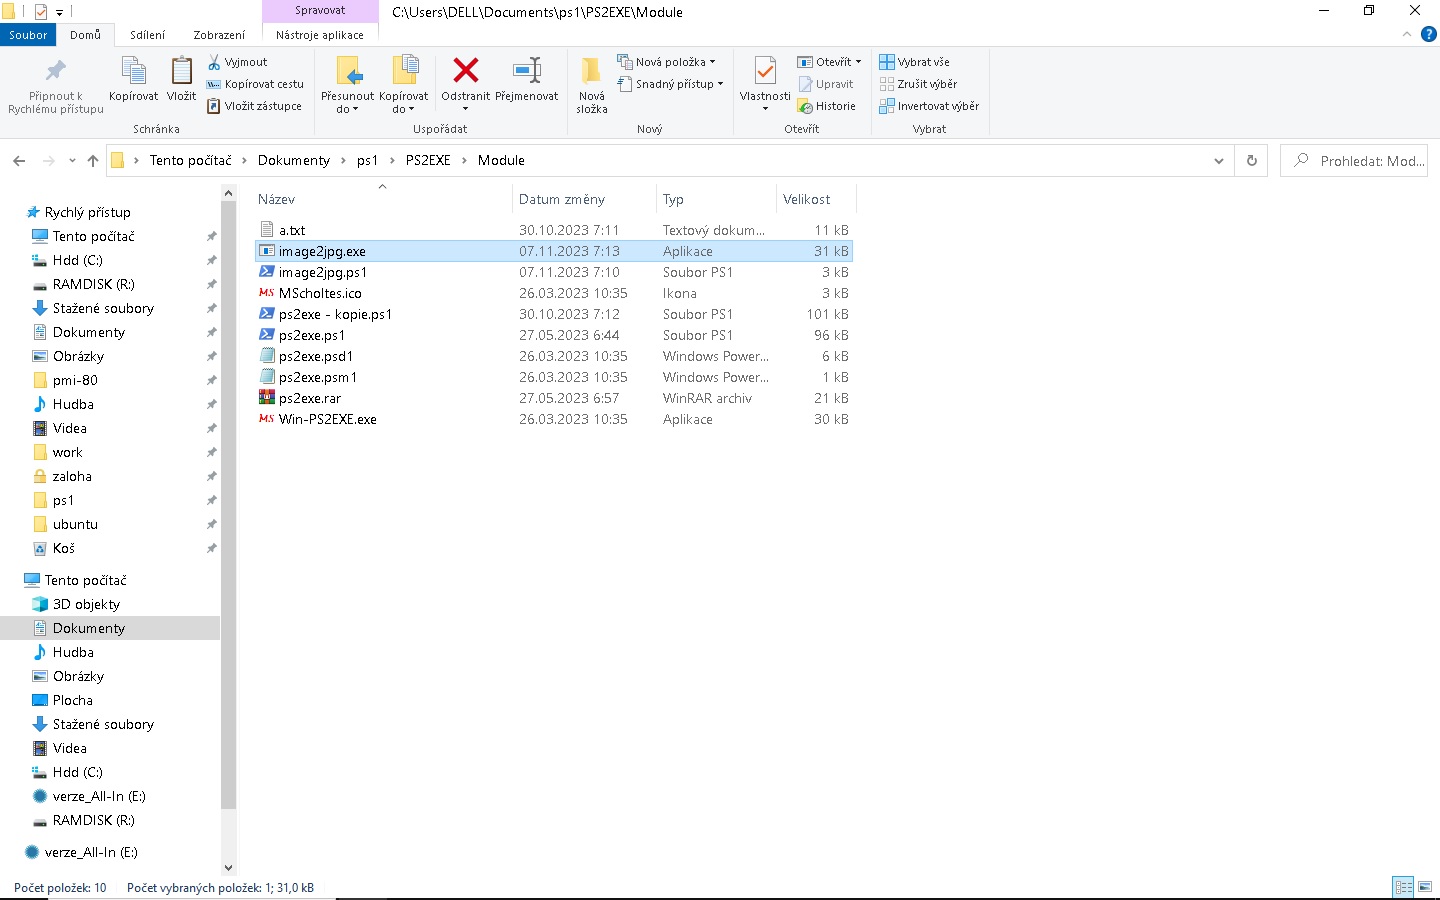 Spravovat
C:\Users\DELL\Documents\ps1\PS2EXE\Module
Soubor Domů Sdílení Zobrazení Nástroje aplikace
Připnout k Rychlému přístupu
Kopírovat
Vložit
Vyjmout
Kopírovat cestu
Vložit zástupce
Schránka
Přesunout do
Kopírovat do
Odstranit
Přejmenovat
Uspořádat
Nová složka
Nová položka
Snadný přístup
Nový
Vlastnosti
Otevřít
Upravit
Historie
Otevřít
Vybrat vše
Zrušit výběr
Invertovat výběr
Vybrat
Tento počítač Dokumenty ps1 PS2EXE Module
Prohledat: Mod...
Rychlý přístup
Tento počítač
Hdd (C:)
RAMDISK (R:)
Stažené soubory
Dokumenty
Obrázky
pmi-80
Hudba
Videa
work
zaloha
ps1
ubuntu
Koš
Tento počítač
3D objekty
Dokumenty
Hudba
Obrázky
Plocha
Stažené soubory
Videa
Hdd (C:)
verze_All-In (E:)
RAMDISK (R:)
verze_All-In (E:)
Název Datum změny Typ Velikost
a.txt 30.10.2023 7:11 Textový dokum... 11 kB
image2jpg.exe 07.11.2023 7:13 Aplikace 31 kB
image2jpg.ps1 07.11.2023 7:10 Soubor PS1 3 kB
MS MScholtes.ico 26.03.2023 10:35 Ikona 3 kB
ps2exe - kopie.ps1 30.10.2023 7:12 Soubor PS1 101 kB
ps2exe.ps1 27.05.2023 6:44 Soubor PS1 96 kB
ps2exe.psd1 26.03.2023 10:35 Windows Power... 6 kB
ps2exe.psm1 26.03.2023 10:35 Windows Power... 1 kB
ps2exe.rar 27.05.2023 6:57 WinRAR archiv 21 kB
MS Win-PS2EXE.exe 26.03.2023 10:35 Aplikace 30 kB
Počet položek: 10 Počet vybraných položek: 1; 31,0 kB